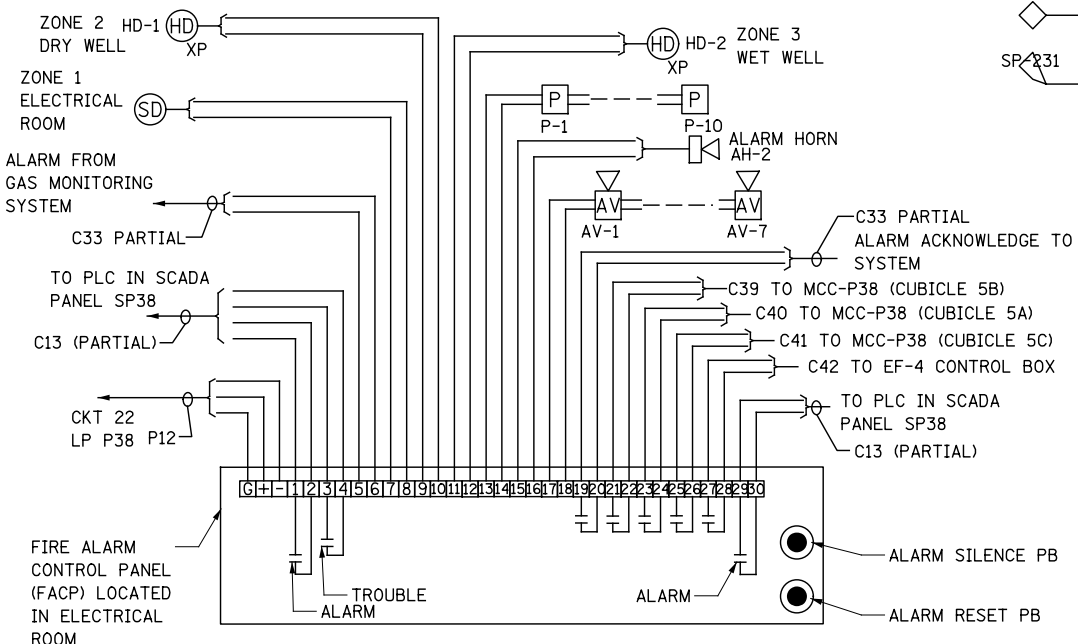 ZONE 2
DRY WELL
HD-1
HD
XP
HD
HD-2
XP
ZONE 3
WET WELL
SP-231
ZONE 1
ELECTRICAL
ROOM
SD
P
P-1
P
P-10
ALARM HORN
AH-2
ALARM FROM
GAS MONITORING
SYSTEM
C33 PARTIAL
AV
AV-1
AV
AV-7
C33 PARTIAL
ALARM ACKNOWLEDGE TO
SYSTEM
TO PLC IN SCADA
PANEL SP38
C13 (PARTIAL)
C39 TO MCC-P38 (CUBICLE 5B)
C40 TO MCC-P38 (CUBICLE 5A)
C41 TO MCC-P38 (CUBICLE 5C)
C42 TO EF-4 CONTROL BOX
CKT 22
LP P38
P12
TO PLC IN SCADA
PANEL SP38
C13 (PARTIAL)
G + - 1 2 3 4 5 6 7 8 9 10 11 12 13 14 15 16 17 18 19 20 21 22 23 24 25 26 27 28 29 30
FIRE ALARM
CONTROL PANEL
(FACP) LOCATED
IN ELECTRICAL
ROOM
TROUBLE
ALARM
ALARM
ALARM SILENCE PB
ALARM RESET PB